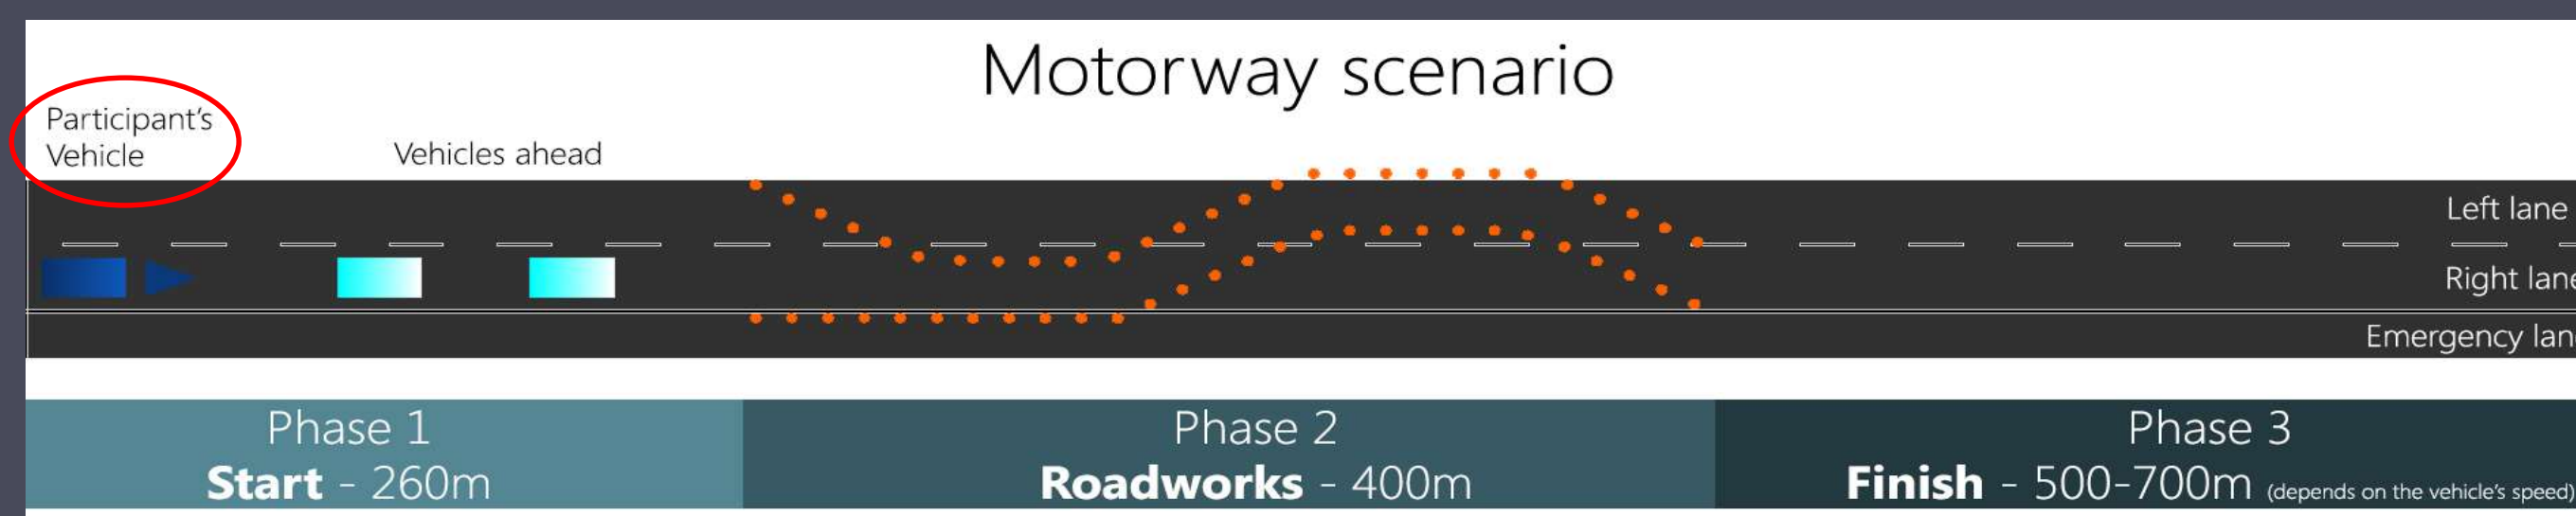 Motorway scenario
Participant's
Vehicle
Vehicles ahead
Left lane
Right lane
Emergency lane
Phase 1
Start - 260m
Phase 2
Roadworks - 400m
Phase 3
Finish - 500-700m (depends on the vehicle's speed)